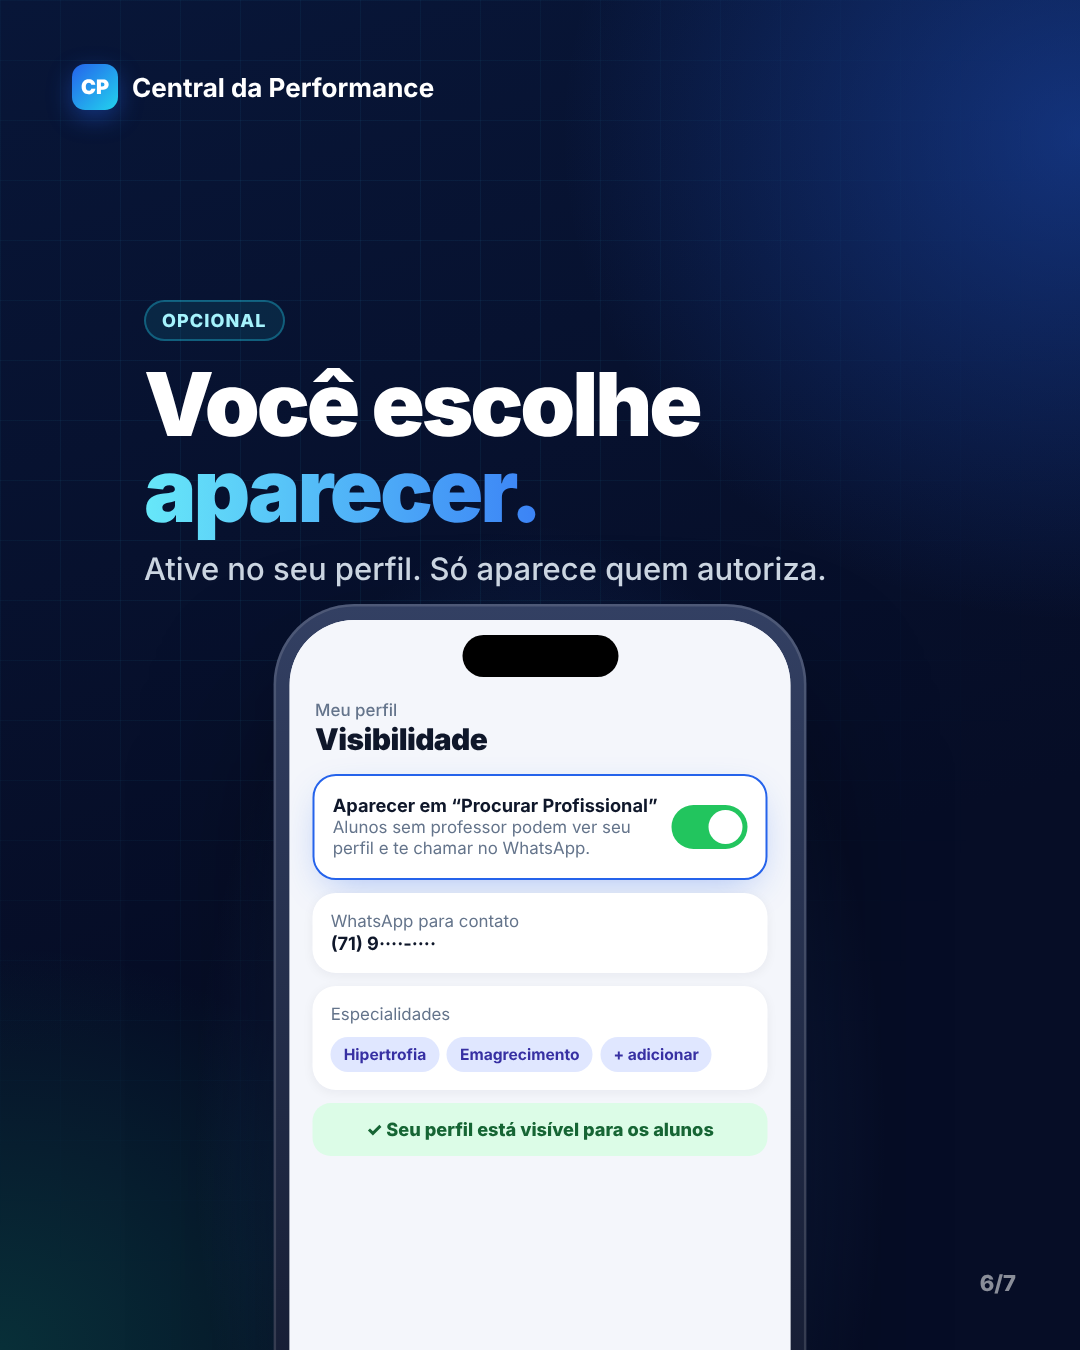 CP
Central da Performance
OPCIONAL
Você escolhe
aparecer.
Ative no seu perfil. Só aparece quem autoriza.
Meu perfil
Visibilidade
Aparecer em “Procurar Profissional”
Alunos sem professor podem ver seu
perfil e te chamar no WhatsApp.
WhatsApp para contato
(71) 9····-····
Especialidades
Hipertrofia
Emagrecimento
+ adicionar
✓ Seu perfil está visível para os alunos
6/7